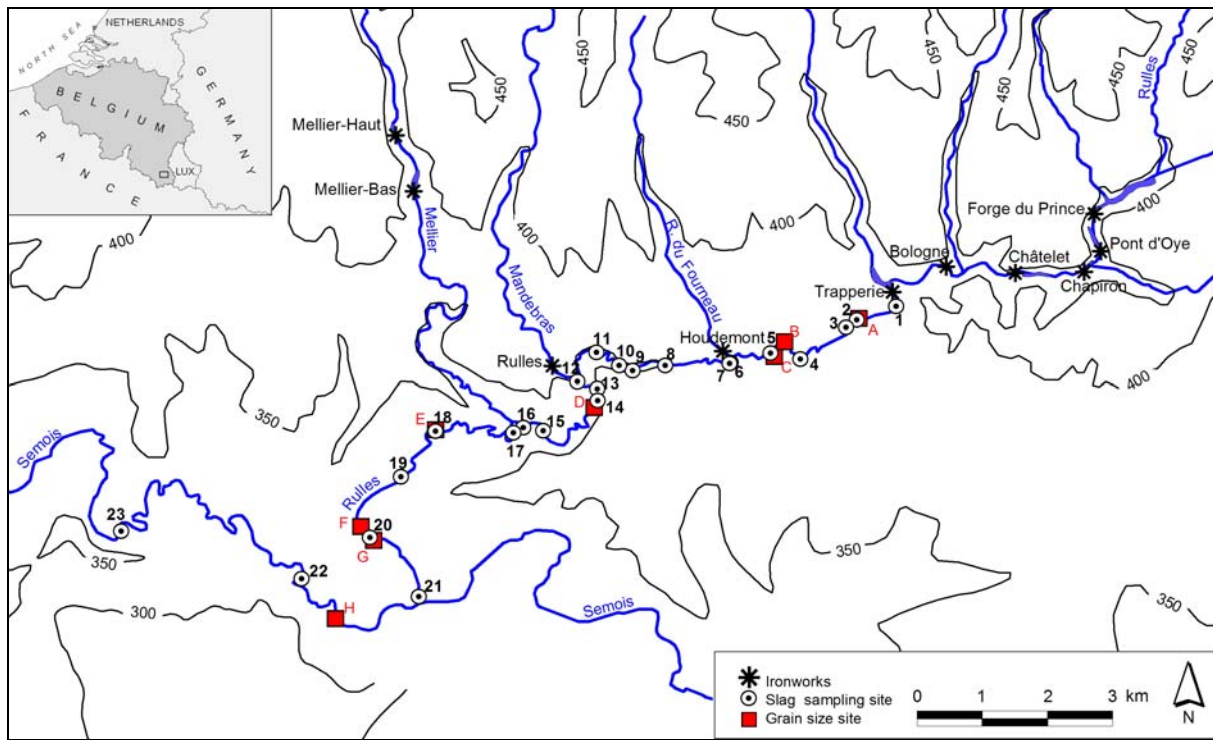 NETHERLANDS
NORTH SEA
BELGIUM
GERMANY
FRANCE
LUX.
450
450
450
450
450
Rulles
Mellier-Haut
Mellier-Bas
Mellier
Mandebras
R. du Fourneau
400
400
400
400
400
Forge du Prince
Pont d'Oye
Bologne
Châtelet
Chapiron
Trapperie
1
2
A
3
B
5
C
4
Houdemont
7
6
8
9
10
11
Rulles
12
13
D
14
350
E
18
16
15
17
19
Rulles
Semois
23
F
20
G
350
350
350
22
21
H
300
Semois
Ironworks
Slag sampling site
Grain size site
0 1 2 3 km
N